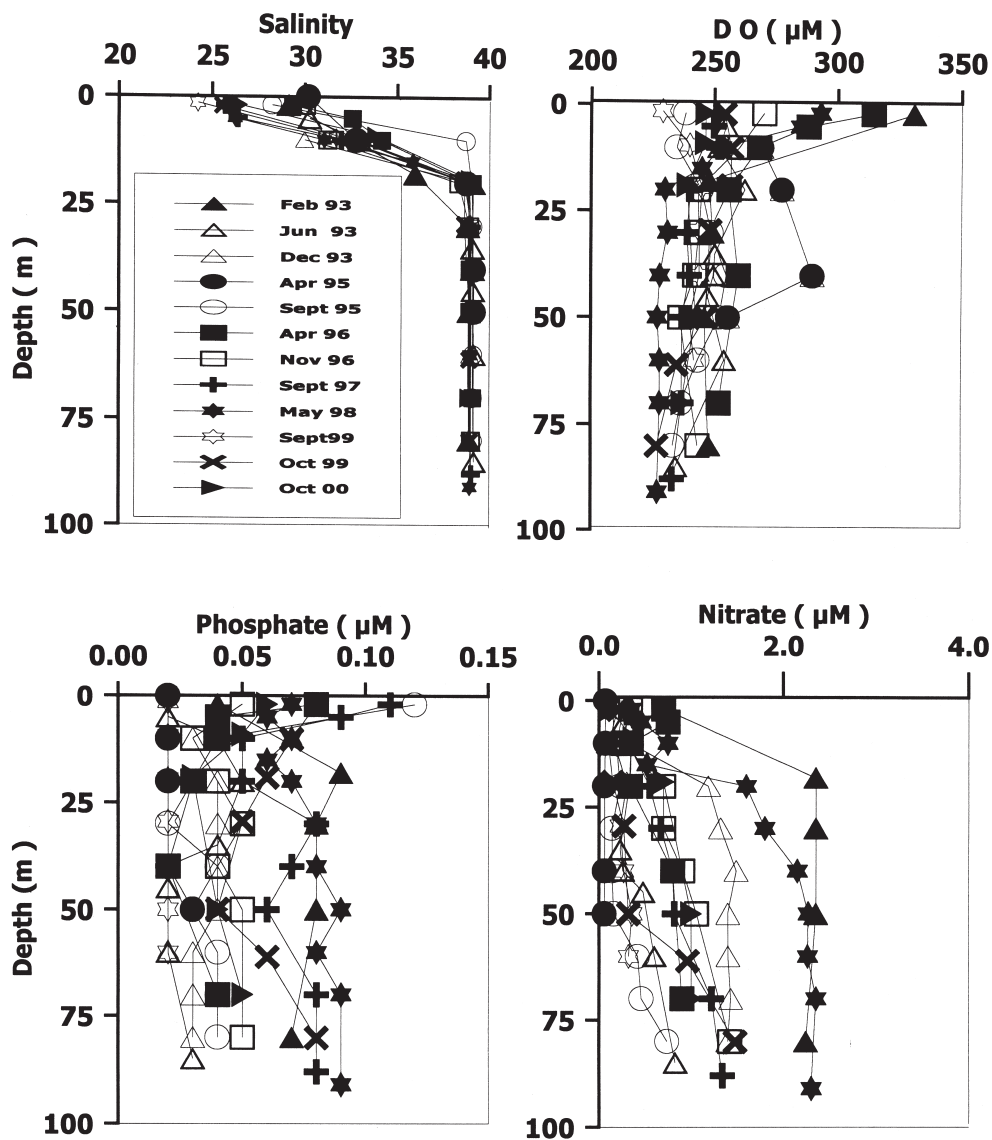 Salinity
20 25 30 35 40
0
25
50
75
100
Depth ( m )
Feb 93
Jun 93
Dec 93
Apr 95
Sept 95
Apr 96
Nov 96
Sept 97
May 98
Sept99
Oct 99
Oct 00
D O ( µM )
200 250 300 350
0
25
50
75
100
Phosphate ( µM )
0.00 0.05 0.10 0.15
0
25
50
75
100
Depth (m )
Nitrate ( µM )
0.0 2.0 4.0
0
25
50
75
100